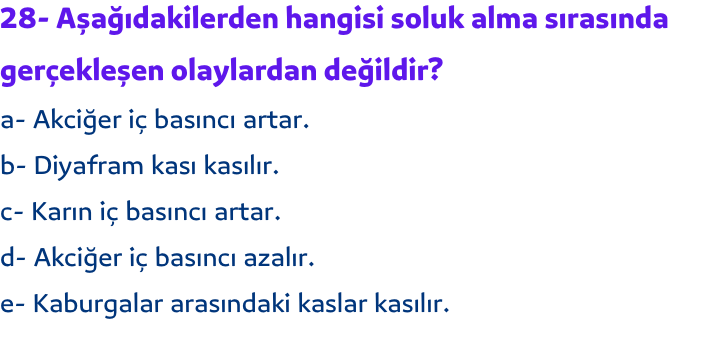 28- Aşağıdakilerden hangisi soluk alma sırasında
gerçekleşen olaylardan değildir?
a- Akciğer iç basıncı artar.
b- Diyafram kası kasılır.
c- Karın iç basıncı artar.
d- Akciğer iç basıncı azalır.
e- Kaburgalar arasındaki kaslar kasılır.